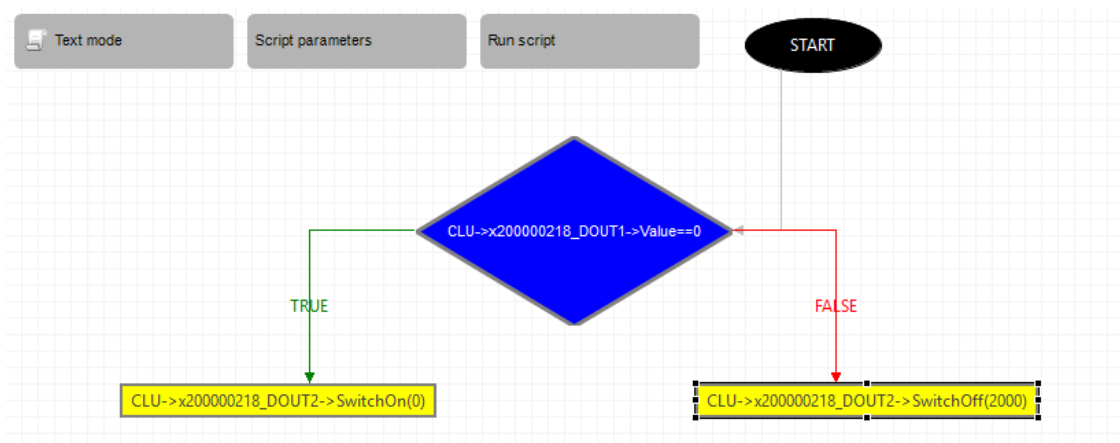 Text mode
Script parameters
Run script
START
CLU->x200000218_DOUT1->Value==0
TRUE
FALSE
CLU->x200000218_DOUT2->SwitchOn(0)
CLU->x200000218_DOUT2->SwitchOff(2000)